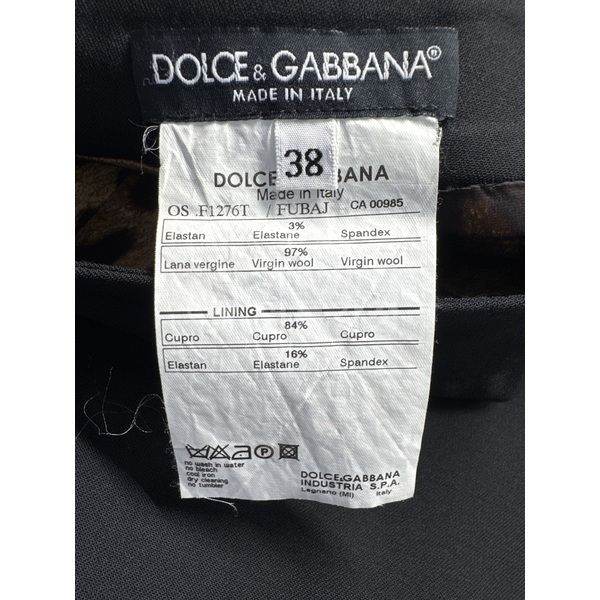 DOLCE & GABBANA®
MADE IN ITALY
38
DOLC BBANA
Made in Italy
OS .F1276T / FUBAJ CA 00985
3%
Elastan Elastane Spandex
97%
Lana vergine Virgin wool Virgin wool
LINING
84%
Cupro Cupro Cupro
16%
Elastan Elastane Spandex
A P
no wash in water
no bleach
cool iron
dry cleaning
no tumbler
DOLCE&GABBANA
INDUSTRIA S.P.A.
Legnano (MI) Italy